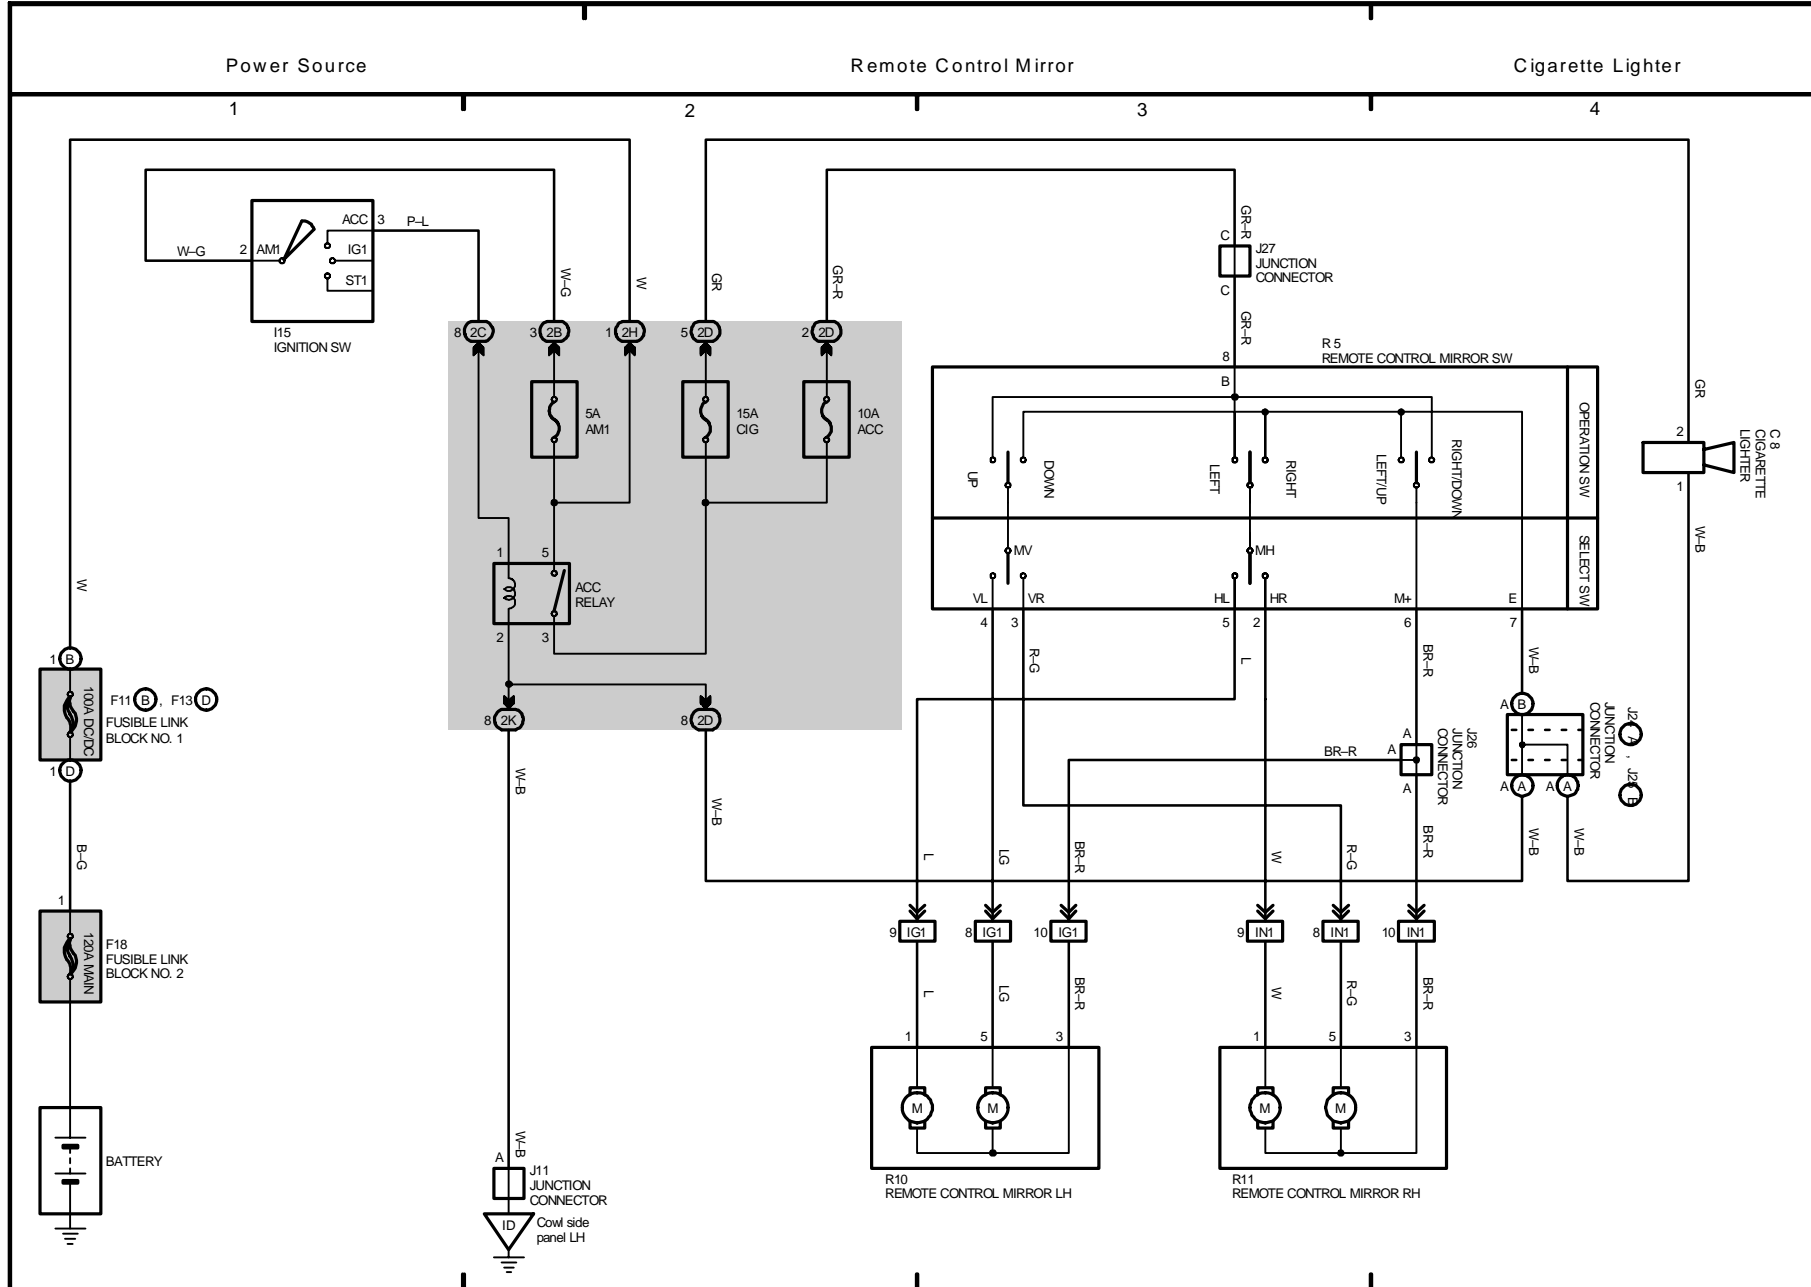 Power Source
Remote Control Mirror
Cigarette Lighter
1
2
3
4
W–G
2
AM1
ACC
3
P–L
IG1
ST1
I15
IGNITION SW
W–G
W
GR
GR–R
8 2C
3 2B
1 2H
5 2D
2 2D
5A
AM1
15A
CIG
10A
ACC
1
5
ACC
RELAY
2
3
8 2K
8 2D
W
1 B
100A DC/DC
F11 B , F13 D
FUSIBLE LINK
BLOCK NO. 1
1 D
B–G
1
120A MAIN
F18
FUSIBLE LINK
BLOCK NO. 2
BATTERY
W–B
W–B
W–B
A
J11
JUNCTION
CONNECTOR
ID
Cowl side
panel LH
GR–R
C
J27
JUNCTION
CONNECTOR
C
GR–R
8
R 5
REMOTE CONTROL MIRROR SW
B
UP
DOWN
LEFT
RIGHT
LEFT/UP
RIGHT/DOWN
OPERATION SW
SELECT SW
MV
MH
VL
VR
HL
HR
M+
E
4
3
5
2
6
7
R–G
L
BR–R
W–B
A
A
A
BR–R
J26
JUNCTION
CONNECTOR
A B
J24 A , J25 B
JUNCTION
CONNECTOR
A A
A A
W–B
W–B
GR
2
C 8
CIGARETTE
LIGHTER
1
W–B
L
LG
BR–R
W
R–G
BR–R
9 IG1
8 IG1
10 IG1
9 IN1
8 IN1
10 IN1
L
LG
BR–R
W
R–G
BR–R
1
5
3
1
5
3
M
M
M
M
R10
REMOTE CONTROL MIRROR LH
R11
REMOTE CONTROL MIRROR RH